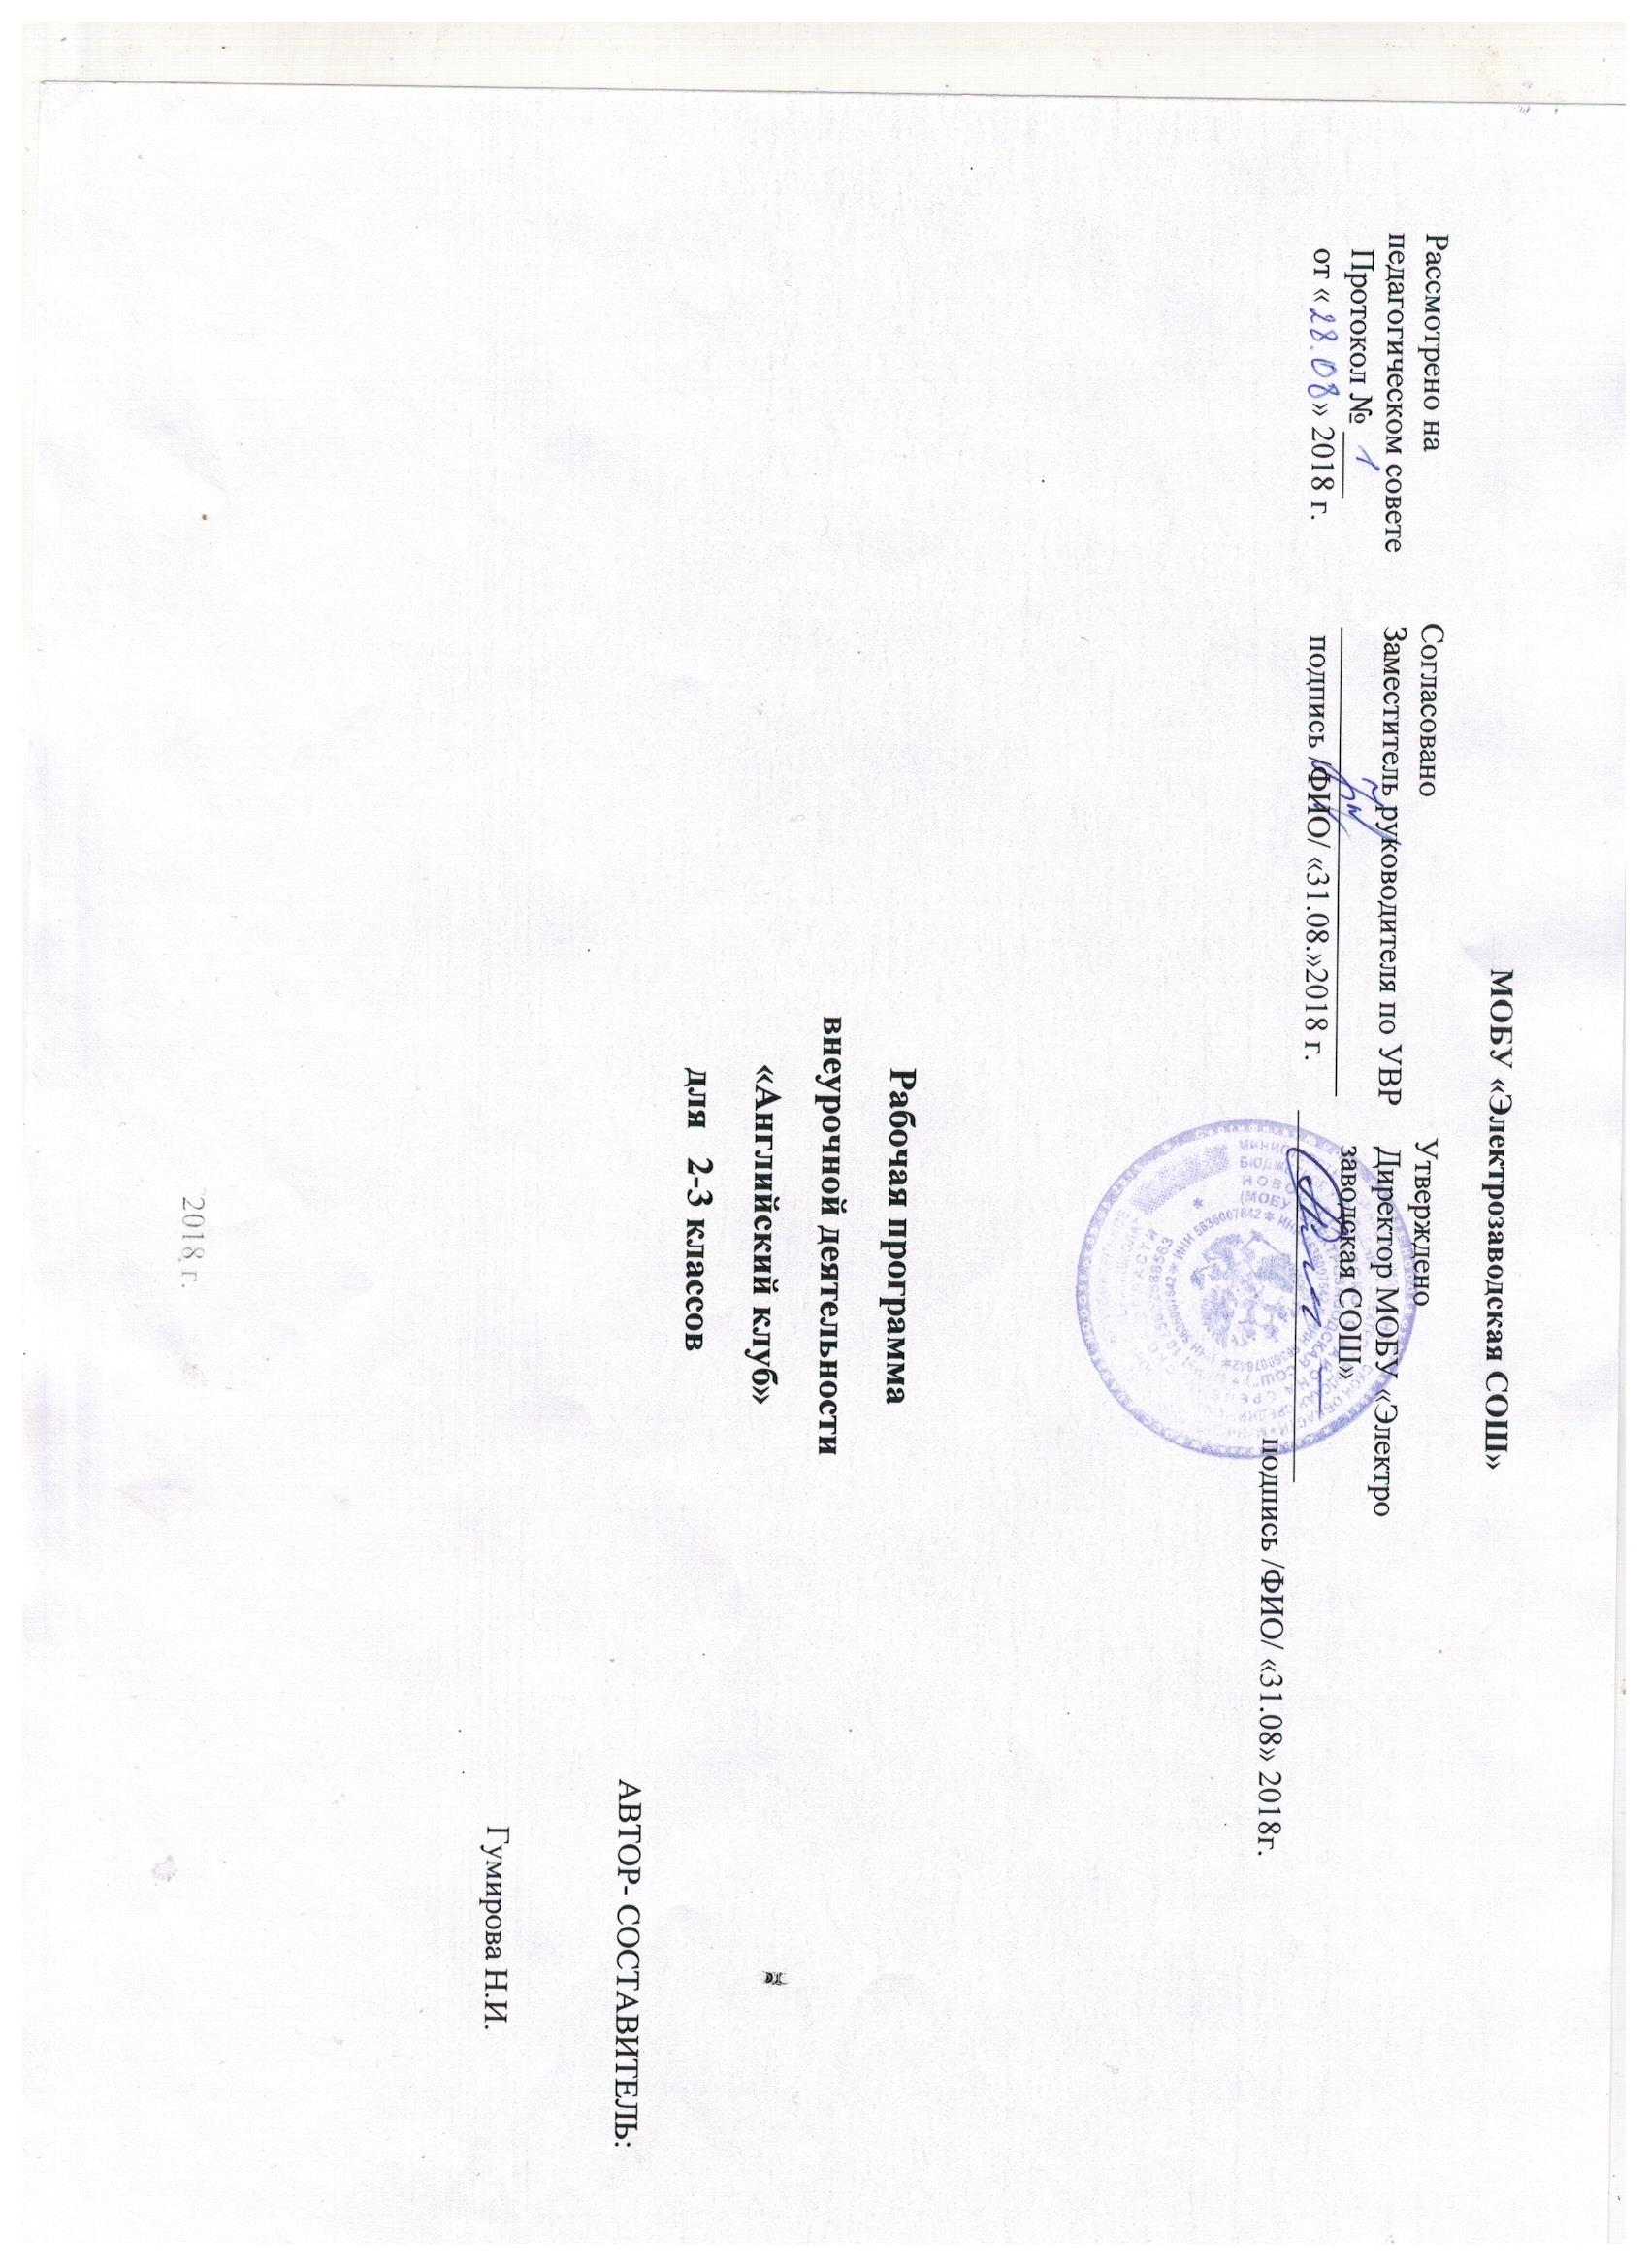 МОБУ «Электрозаводская СОШ»
Рассмотрено на
педагогическом совете
Протокол № 1
от «28.08» 2018 г.
Согласовано
Заместитель руководителя по УВР
подпись /ФИО/ «31.08.»2018 г.
Утверждено
Директор МОБУ «Электро
заводская СОШ»
подпись /ФИО/ «31.08» 2018г.
Рабочая программа
внеурочной деятельности
«Английский клуб»
для 2-3 классов
АВТОР- СОСТАВИТЕЛЬ:
Гумирова Н.И.
2018 г.